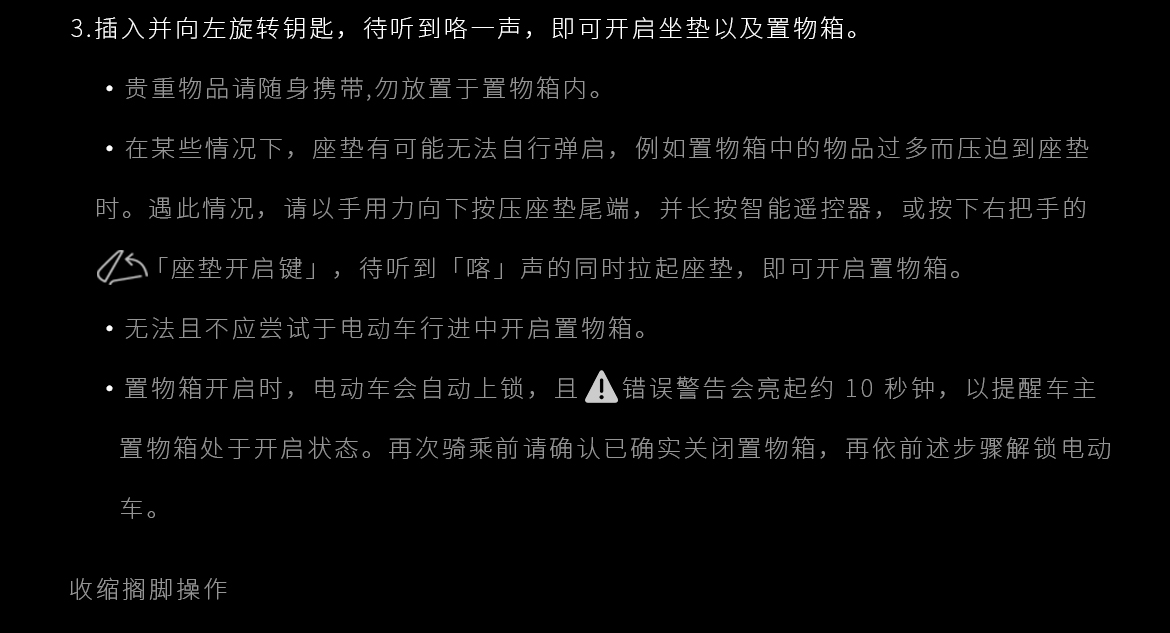 3.插入并向左旋转钥匙，待听到咯一声，即可开启坐垫以及置物箱。
•贵重物品请随身携带,勿放置于置物箱内。
•在某些情况下，座垫有可能无法自行弹启，例如置物箱中的物品过多而压迫到座垫
时。遇此情况，请以手用力向下按压座垫尾端，并长按智能遥控器，或按下右把手的
「座垫开启键」，待听到「喀」声的同时拉起座垫，即可开启置物箱。
•无法且不应尝试于电动车行进中开启置物箱。
•置物箱开启时，电动车会自动上锁，且错误警告会亮起约 10 秒钟，以提醒车主
置物箱处于开启状态。再次骑乘前请确认已确实关闭置物箱，再依前述步骤解锁电动
车。
收缩搁脚操作